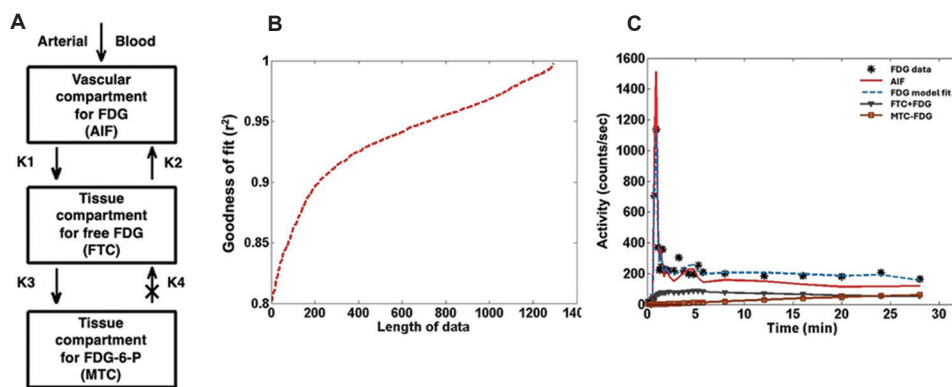 A
Arterial Blood
Vascular
compartment
for FDG
(AIF)
K1
K2
Tissue
compartment
for free FDG
(FTC)
K3
K4
Tissue
compartment
for FDG-6-P
(MTC)
B
Goodness of fit (r²)
1
0.95
0.9
0.85
0.8
0 200 400 600 800 1000 1200 140
Length of data
C
Activity (counts/sec)
1600
1400
1200
1000
800
600
400
200
0
0 5 10 15 20 25 30
Time (min)
FDG data
AIF
FDG model fit
FTC+FDG
MTC-FDG